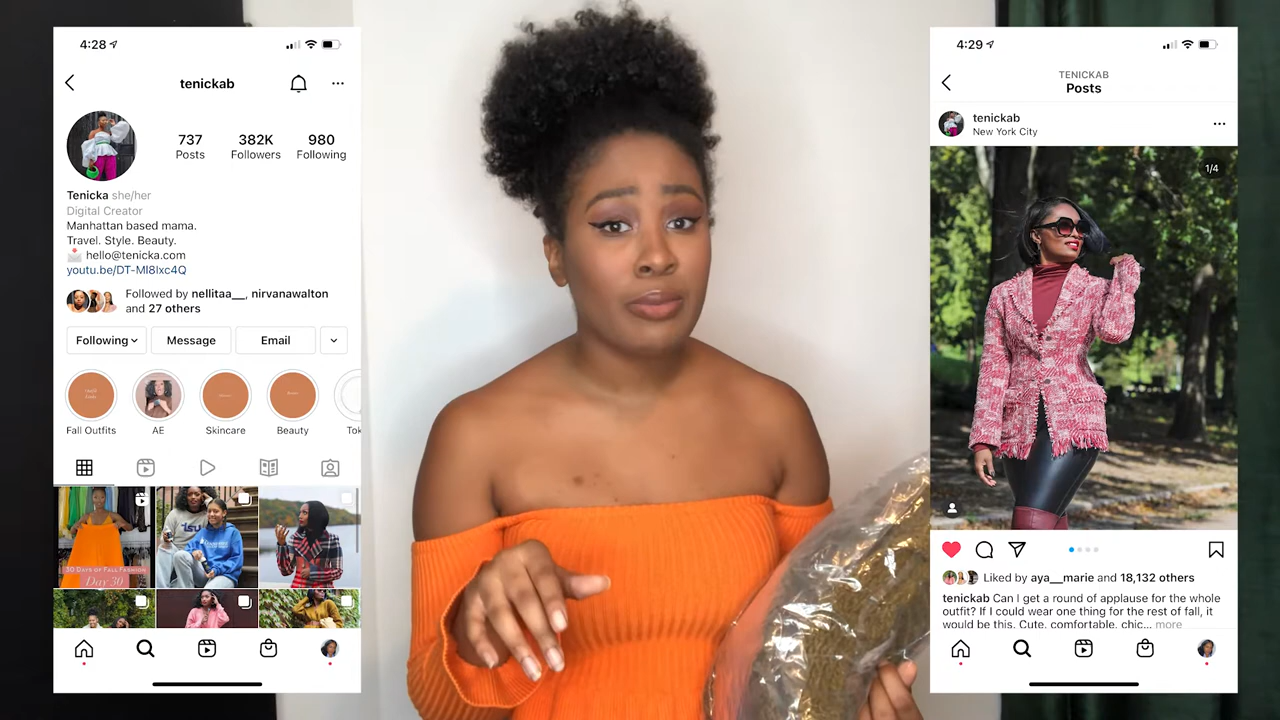 4:28
tenickab
737
382K
980
Posts
Followers
Following
Tenicka she/her
Digital Creator
Manhattan based mama.
Travel. Style. Beauty.
hello@tenicka.com
youtu.be/DT-Ml8lxc4Q
Followed by nellitaa__, nirvanawalton
and 27 others
Following
Message
Email
Fall Outfits
AE
Skincare
Beauty
Tok
30 DAYS OF FALL FASHION
Day 30
4:29
TENICKAB
Posts
tenickab
New York City
1/4
Liked by aya__marie and 18,132 others
tenickab Can I get a round of applause for the whole
outfit? If I could wear one thing for the rest of fall, it
would be this. Cute, comfortable, chic... more